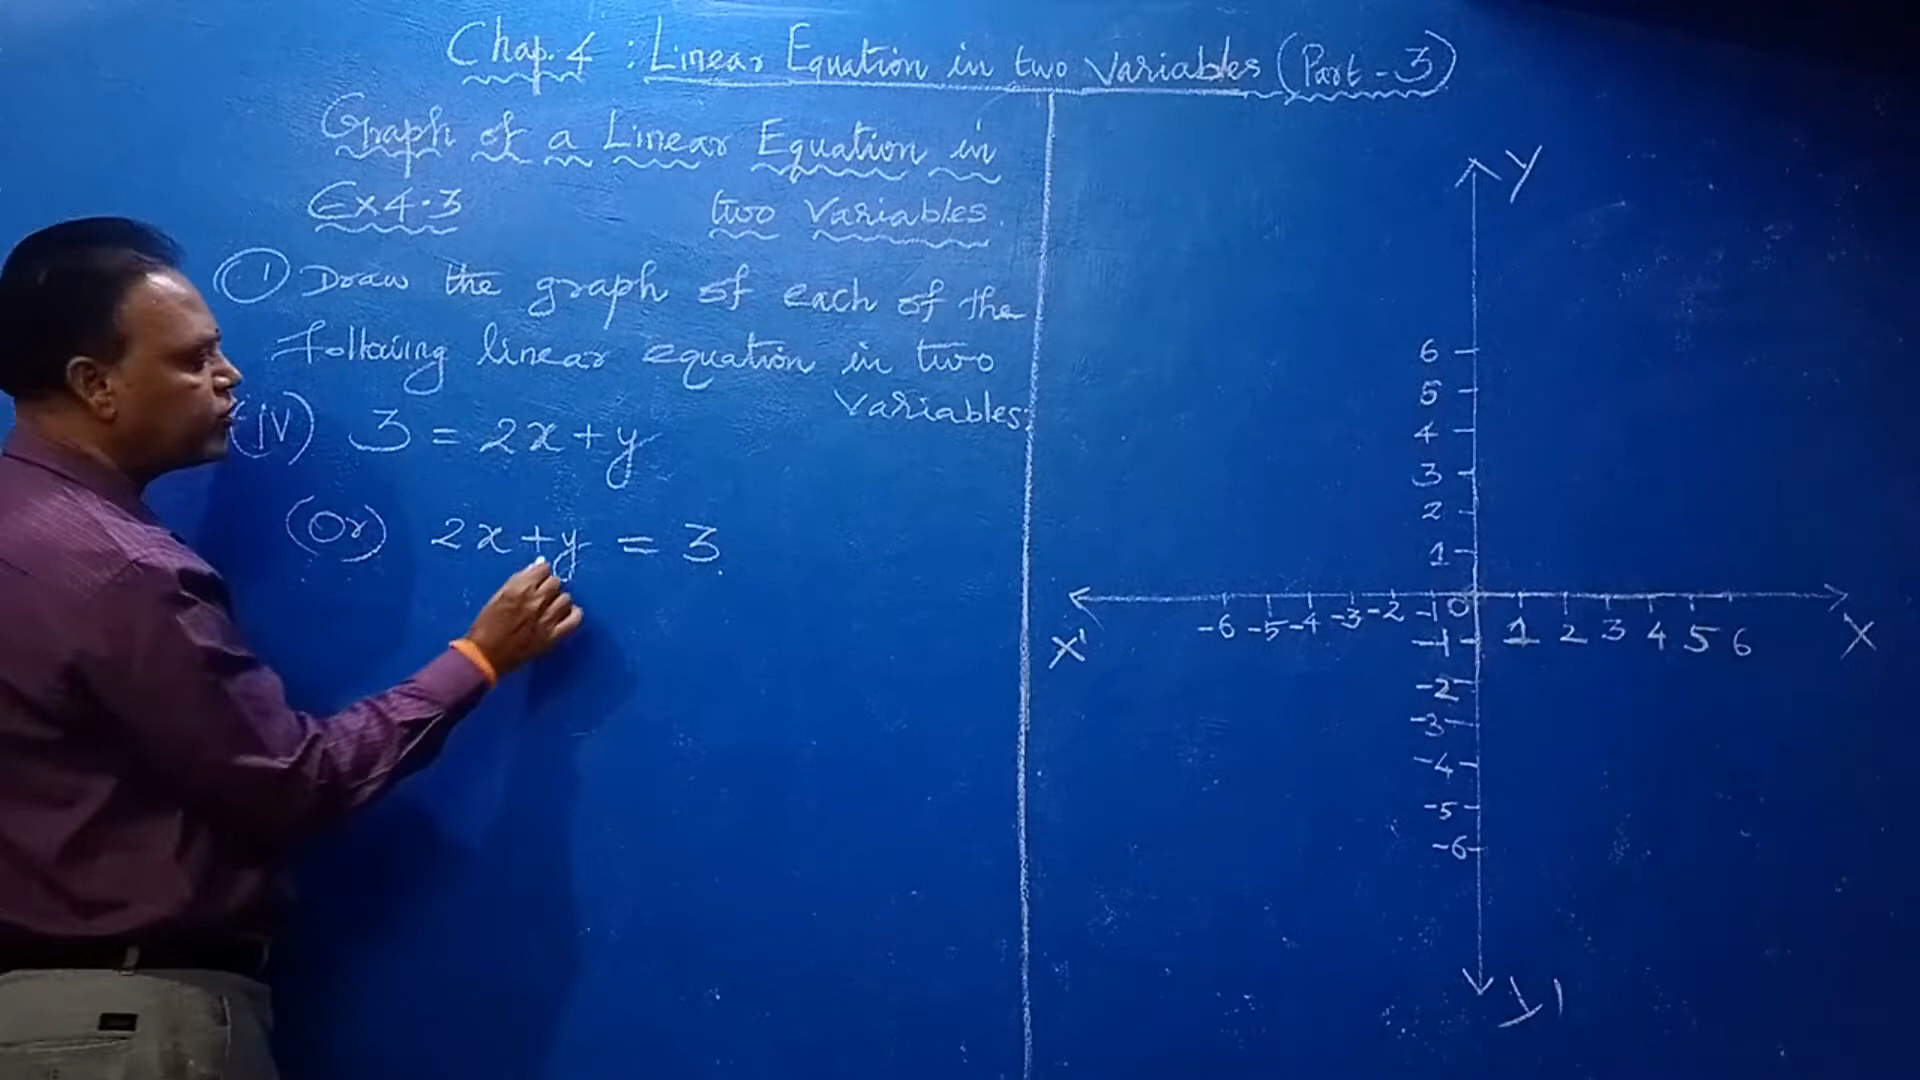 Chap. 4 : Linear Equation in two Variables (Part - 3)
Graph of a Linear Equation in
Ex 4.3 two Variables.
(1) Draw the graph of each of the
following linear equation in two
Variables.
(IV) 3 = 2x + y
(Or) 2x + y = 3
Y
6
5
4
3
2
1
-6 -5 -4 -3 -2 -1 0 1 2 3 4 5 6
X' X
-1
-2
-3
-4
-5
-6
Y'